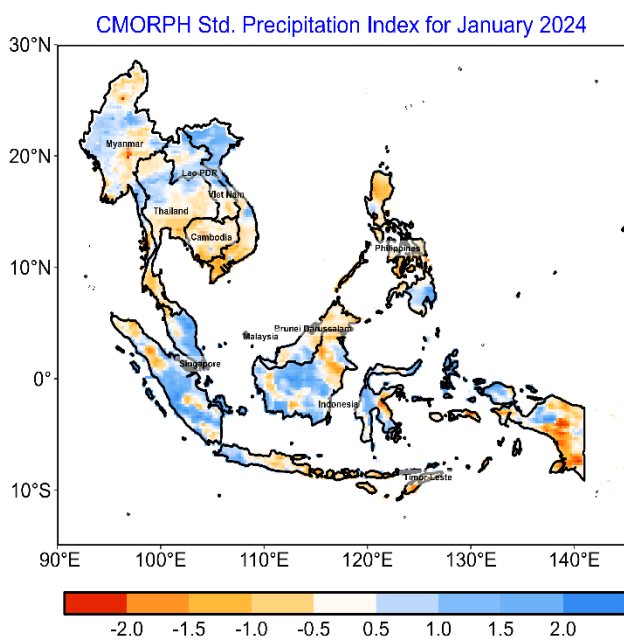 CMORPH Std. Precipitation Index for January 2024
30°N
20°N
10°N
0°
10°S
90°E
100°E
110°E
120°E
130°E
140°E
Myanmar
Lao PDR
Viet Nam
Thailand
Cambodia
Philippines
Brunei Darussalam
Malaysia
Singapore
Indonesia
Timor-Leste
-2.0
-1.5
-1.0
-0.5
0.5
1.0
1.5
2.0